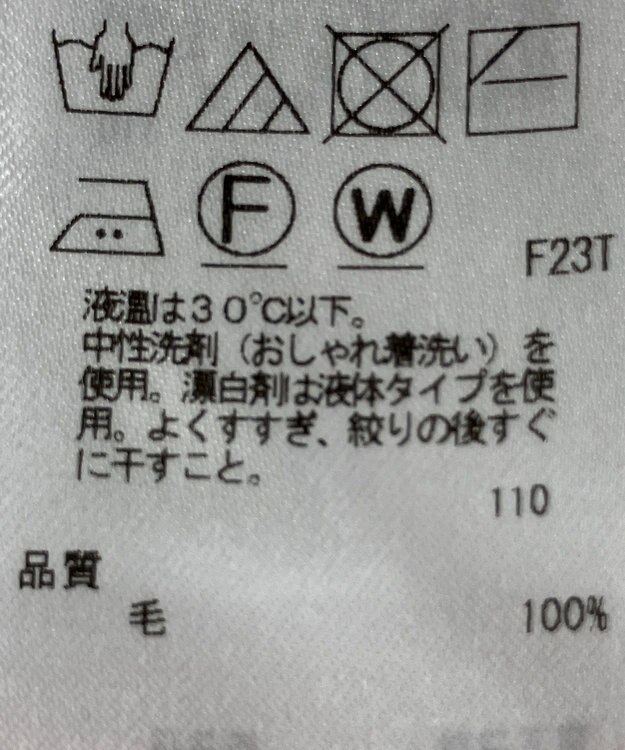 F
W
F23T
液温は30℃以下。
中性洗剤（おしゃれ着洗い）を
使用。漂白剤は液体タイプを使
用。よくすすぎ、絞りの後すぐ
に干すこと。
110
品質
毛 100%